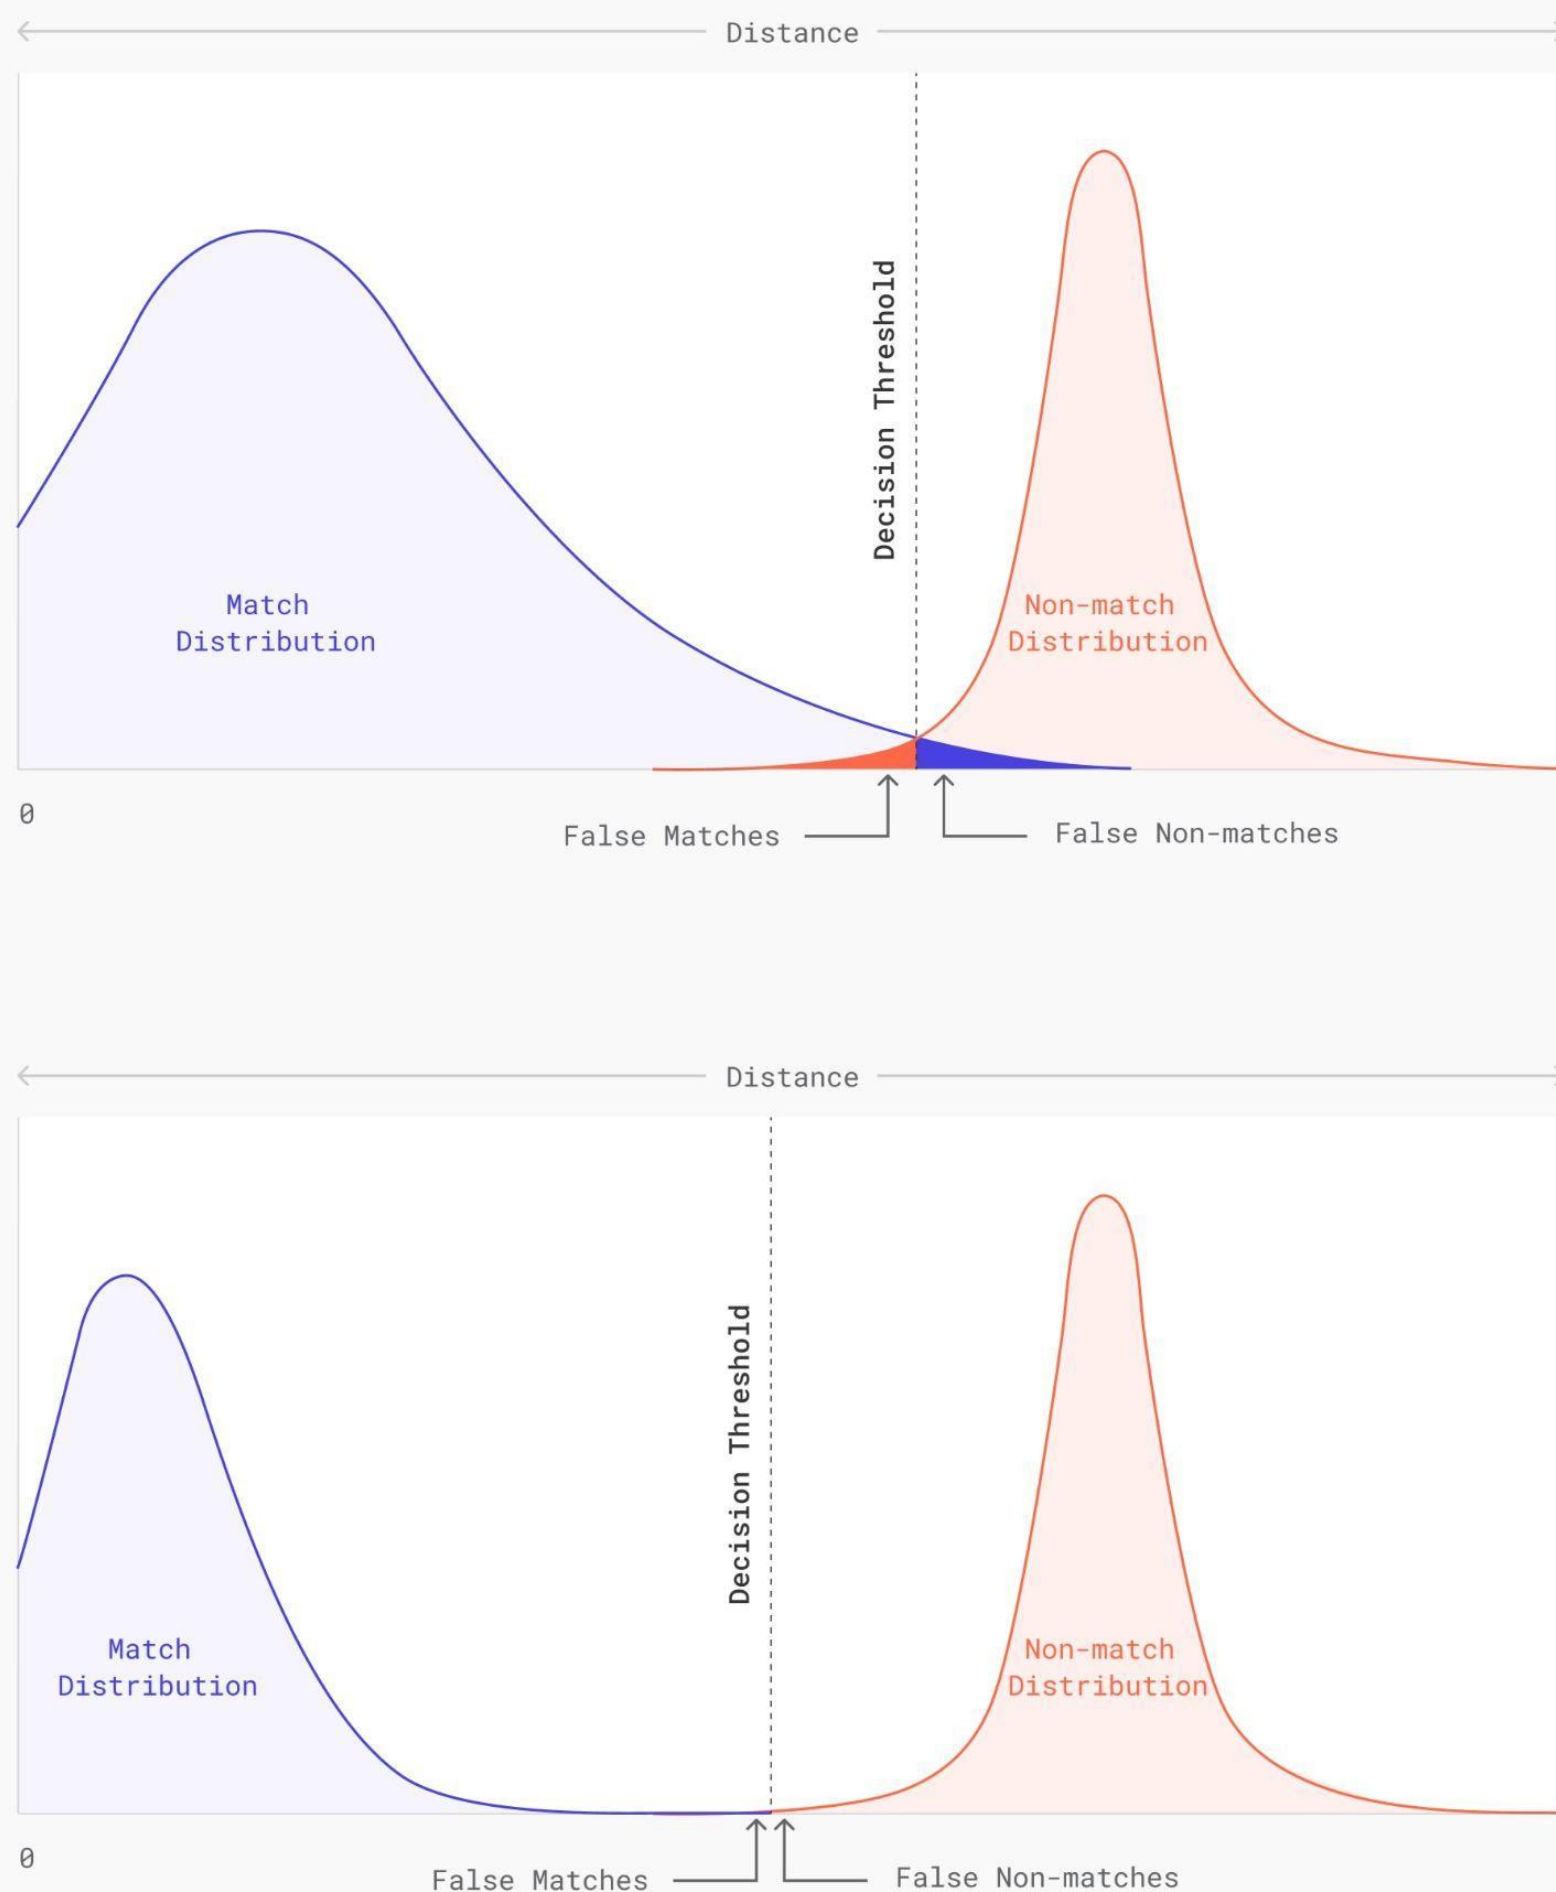 Distance
Decision Threshold
Match
Distribution
Non-match
Distribution
0
False Matches
False Non-matches
Distance
Decision Threshold
Match
Distribution
Non-match
Distribution
0
False Matches
False Non-matches